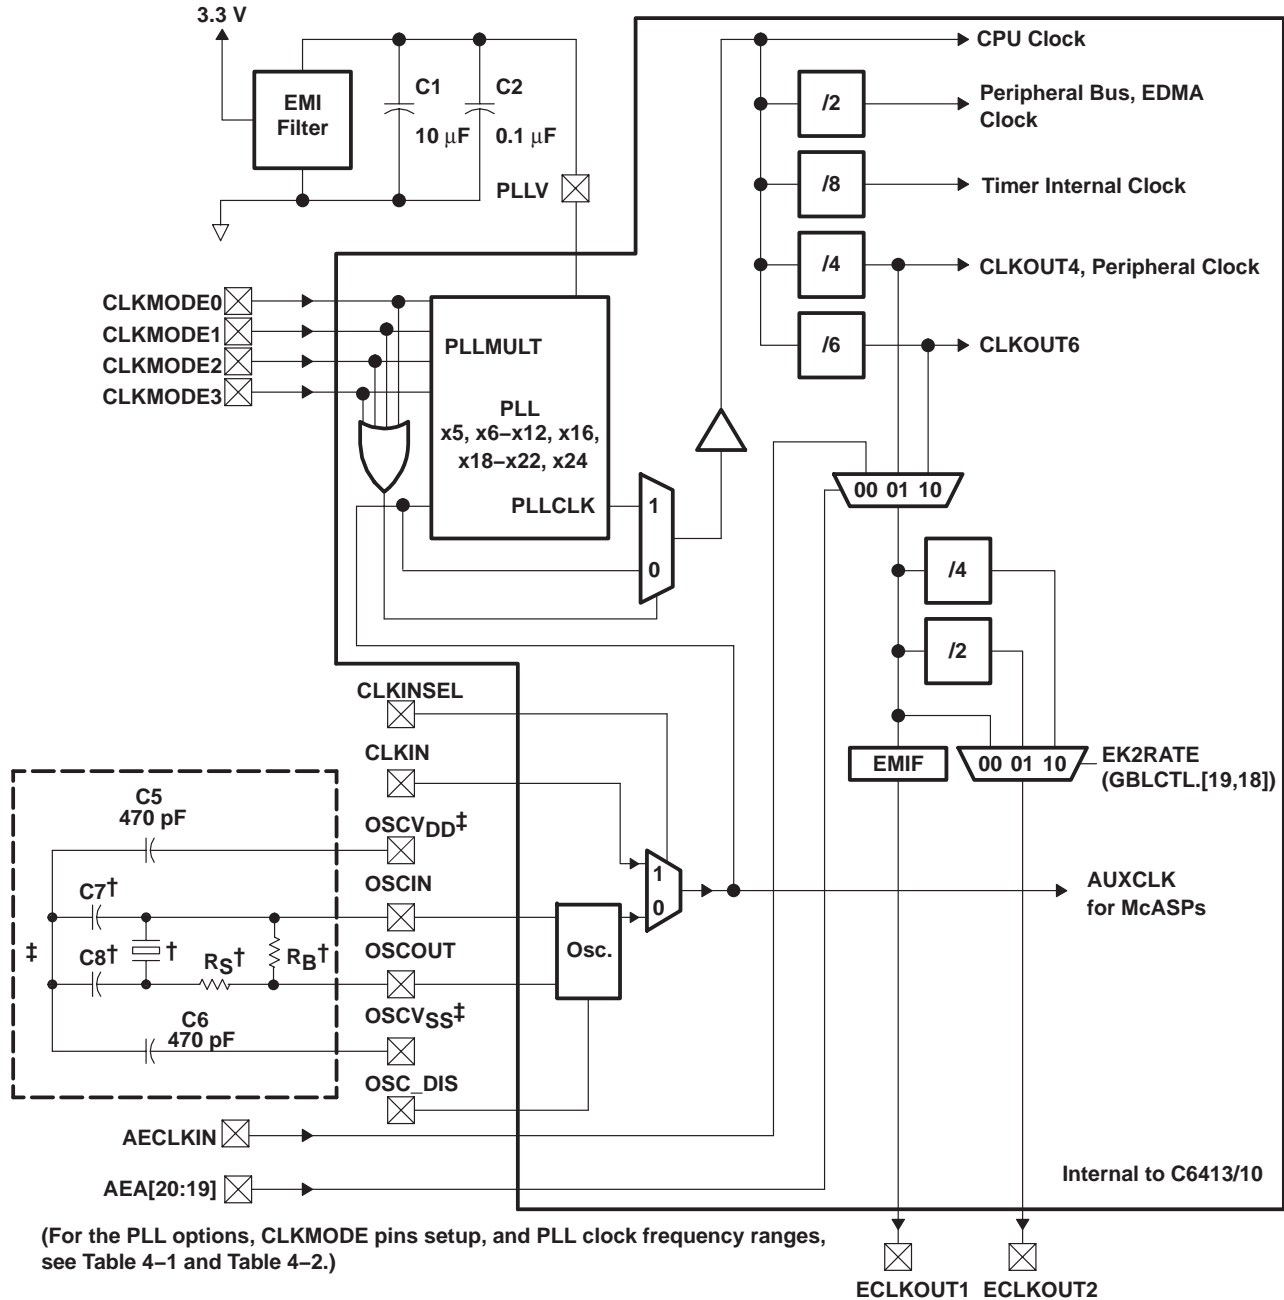 3.3 V
EMI
Filter
C1
10 μF
C2
0.1 μF
PLLV
CPU Clock
/2
Peripheral Bus, EDMA
Clock
/8
Timer Internal Clock
/4
CLKOUT4, Peripheral Clock
/6
CLKOUT6
CLKMODE0
CLKMODE1
CLKMODE2
CLKMODE3
PLLMULT
PLL
x5, x6–x12, x16,
x18–x22, x24
PLLCLK
1
0
00 01 10
/4
/2
EMIF
00 01 10
EK2RATE
(GBLCTL.[19,18])
CLKINSEL
CLKIN
C5
470 pF
OSCVDD‡
OSCIN
C7†
‡
†
C8†
RS†
RB†
OSCOUT
Osc.
1
0
AUXCLK
for McASPs
OSCVSS‡
C6
470 pF
OSC_DIS
AECLKIN
AEA[20:19]
Internal to C6413/10
(For the PLL options, CLKMODE pins setup, and PLL clock frequency ranges,
see Table 4–1 and Table 4–2.)
ECLKOUT1 ECLKOUT2